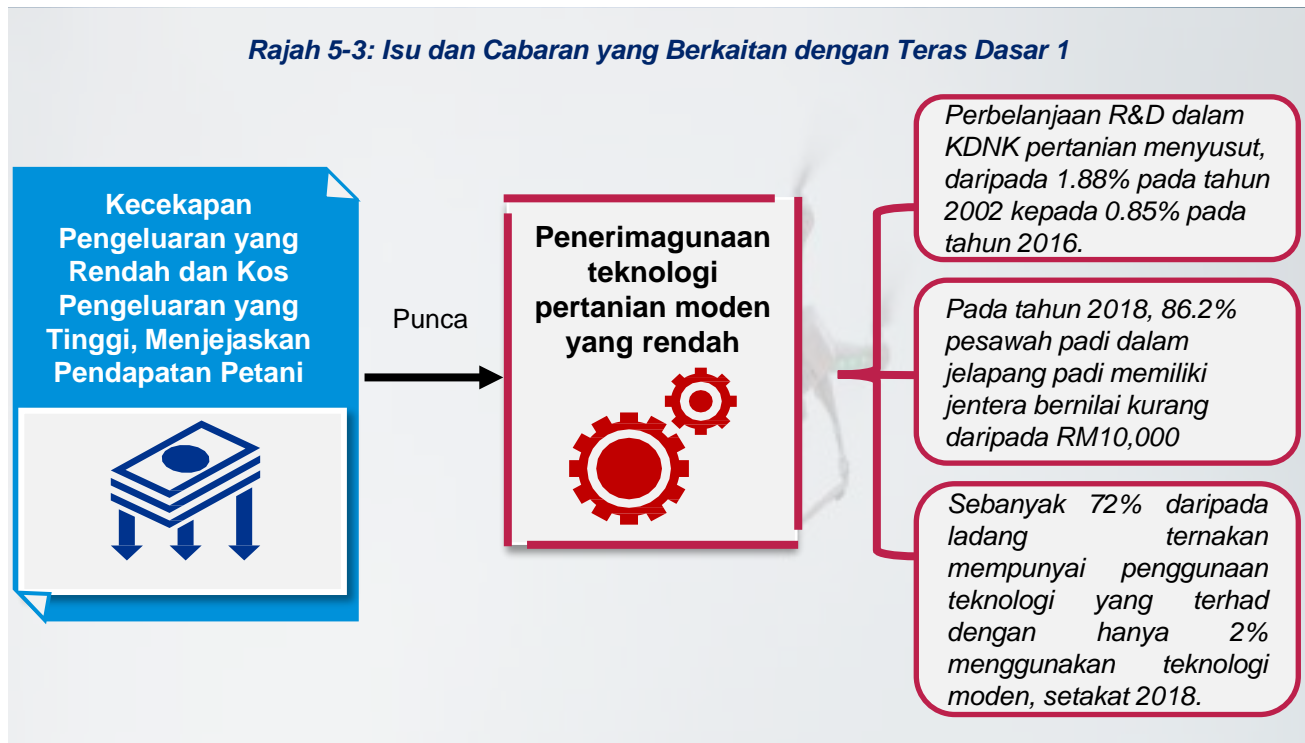 Rajah 5-3: Isu dan Cabaran yang Berkaitan dengan Teras Dasar 1
Kecekapan
Pengeluaran yang
Rendah dan Kos
Pengeluaran yang
Tinggi, Menjejaskan
Pendapatan Petani
Punca
Penerimagunaan
teknologi
pertanian moden
yang rendah
Perbelanjaan R&D dalam
KDNK pertanian menyusut,
daripada 1.88% pada tahun
2002 kepada 0.85% pada
tahun 2016.
Pada tahun 2018, 86.2%
pesawah padi dalam
jelapang padi memiliki
jentera bernilai kurang
daripada RM10,000
Sebanyak 72% daripada
ladang ternakan
mempunyai penggunaan
teknologi yang terhad
dengan hanya 2%
menggunakan teknologi
moden, setakat 2018.